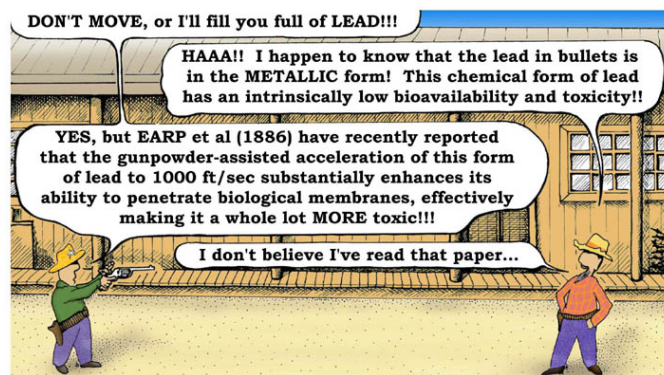 DON'T MOVE, or I'll fill you full of LEAD!!!
HAAA!! I happen to know that the lead in bullets is
in the METALLIC form! This chemical form of lead
has an intrinsically low bioavailability and toxicity!!
YES, but EARP et al (1886) have recently reported
that the gunpowder-assisted acceleration of this form
of lead to 1000 ft/sec substantially enhances its
ability to penetrate biological membranes, effectively
making it a whole lot MORE toxic!!!
I don't believe I've read that paper...